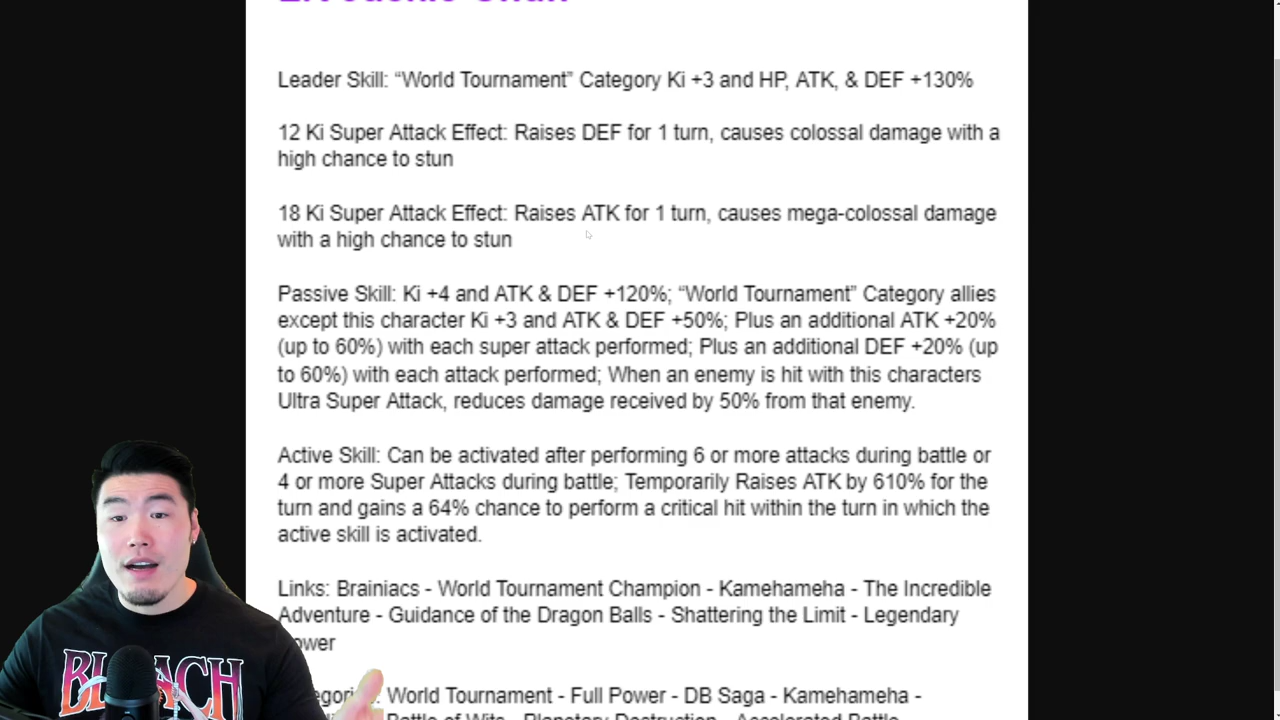 Leader Skill: “World Tournament” Category Ki +3 and HP, ATK, & DEF +130%
12 Ki Super Attack Effect: Raises DEF for 1 turn, causes colossal damage with a
high chance to stun
18 Ki Super Attack Effect: Raises ATK for 1 turn, causes mega-colossal damage
with a high chance to stun
Passive Skill: Ki +4 and ATK & DEF +120%; “World Tournament” Category allies
except this character Ki +3 and ATK & DEF +50%; Plus an additional ATK +20%
(up to 60%) with each super attack performed; Plus an additional DEF +20% (up
to 60%) with each attack performed; When an enemy is hit with this characters
Ultra Super Attack, reduces damage received by 50% from that enemy.
Active Skill: Can be activated after performing 6 or more attacks during battle or
4 or more Super Attacks during battle; Temporarily Raises ATK by 610% for the
turn and gains a 64% chance to perform a critical hit within the turn in which the
active skill is activated.
Links: Brainiacs - World Tournament Champion - Kamehameha - The Incredible
Adventure - Guidance of the Dragon Balls - Shattering the Limit - Legendary
ower
World Tournament - Full Power - DB Saga - Kamehameha -
Battle of Wits - Planetary Destruction - Accelerated Battle
BLEACH